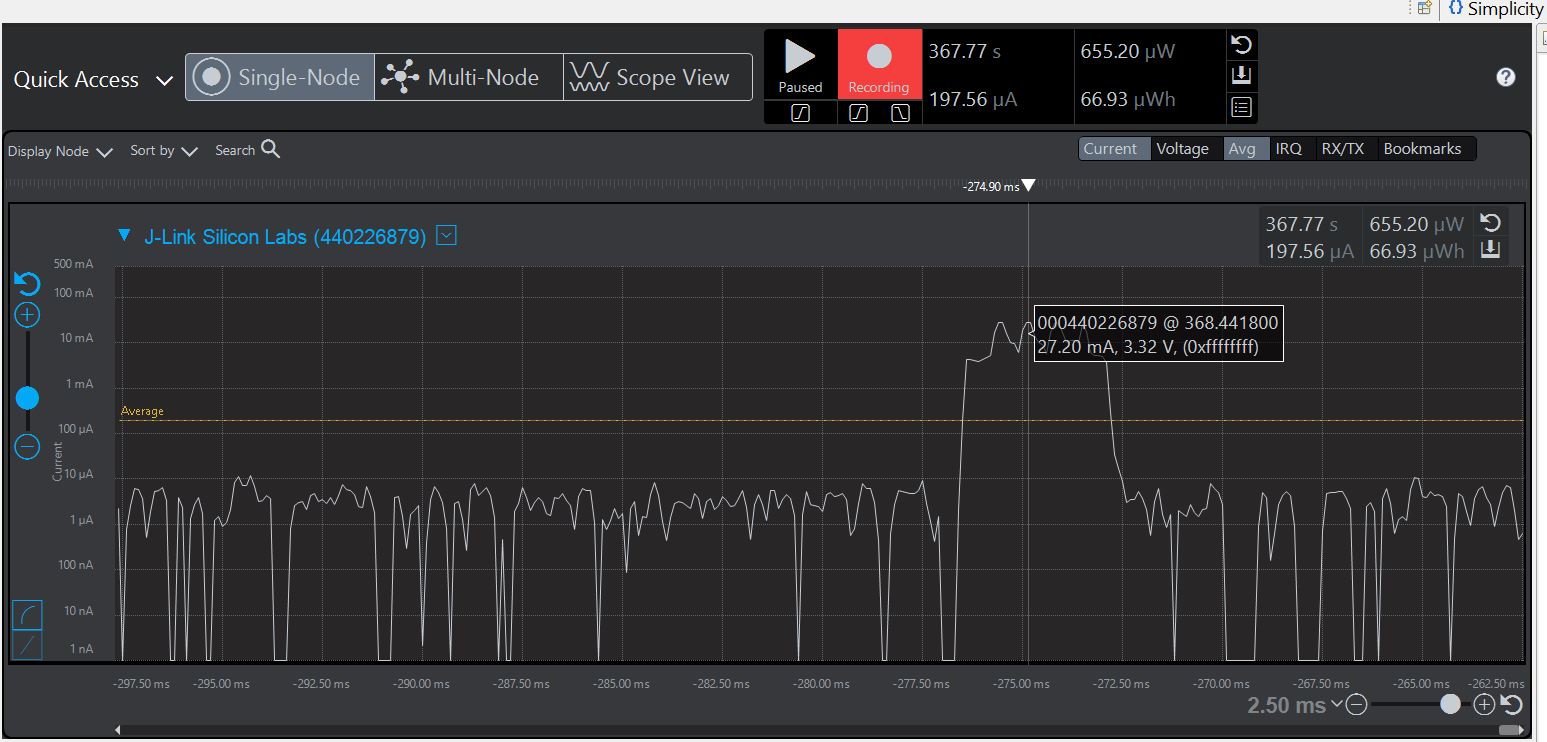 Simplicity
Quick Access
Single-Node
Multi-Node
Scope View
Paused
Recording
367.77 s
655.20 µW
197.56 µA
66.93 µWh
Display Node
Sort by
Search
Current
Voltage
Avg
IRQ
RX/TX
Bookmarks
-274.90 ms
J-Link Silicon Labs (440226879)
367.77 s
655.20 µW
197.56 µA
66.93 µWh
500 mA
100 mA
10 mA
1 mA
100 µA
10 µA
1 µA
100 nA
10 nA
1 nA
Current
Average
000440226879 @ 368.441800
27.20 mA, 3.32 V, (0xffffffff)
-297.50 ms
-295.00 ms
-292.50 ms
-290.00 ms
-287.50 ms
-285.00 ms
-282.50 ms
-280.00 ms
-277.50 ms
-275.00 ms
-272.50 ms
-270.00 ms
-267.50 ms
-265.00 ms
-262.50 ms
2.50 ms